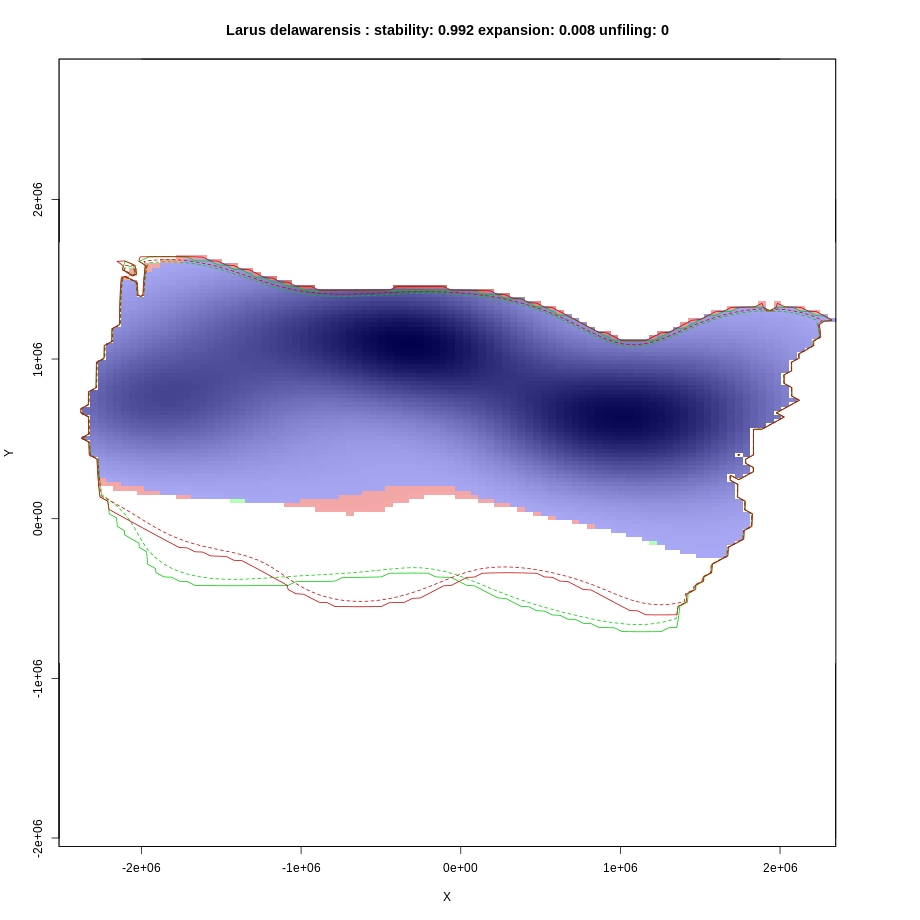 Larus delawarensis : stability: 0.992 expansion: 0.008 unfiling: 0
2e+06
1e+06
Y
0e+00
-1e+06
-2e+06
-2e+06 -1e+06 0e+00 1e+06 2e+06
X